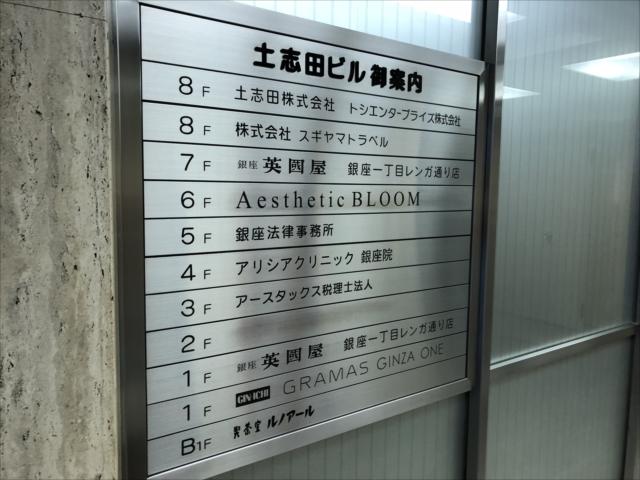 土志田ビル 御案内
8F 土志田株式会社 トシエンタープライズ株式会社
8F 株式会社 スギヤマトラベル
7F 銀座 英國屋 銀座一丁目レンガ通り店
6F Aesthetic BLOOM
5F 銀座法律事務所
4F アリシアクリニック 銀座院
3F アースタックス税理士法人
2F
1F 銀座 英國屋 銀座一丁目レンガ通り店
1F GIN-ICHI GRAMAS GINZA ONE
B1F 喫茶室 ルノアール